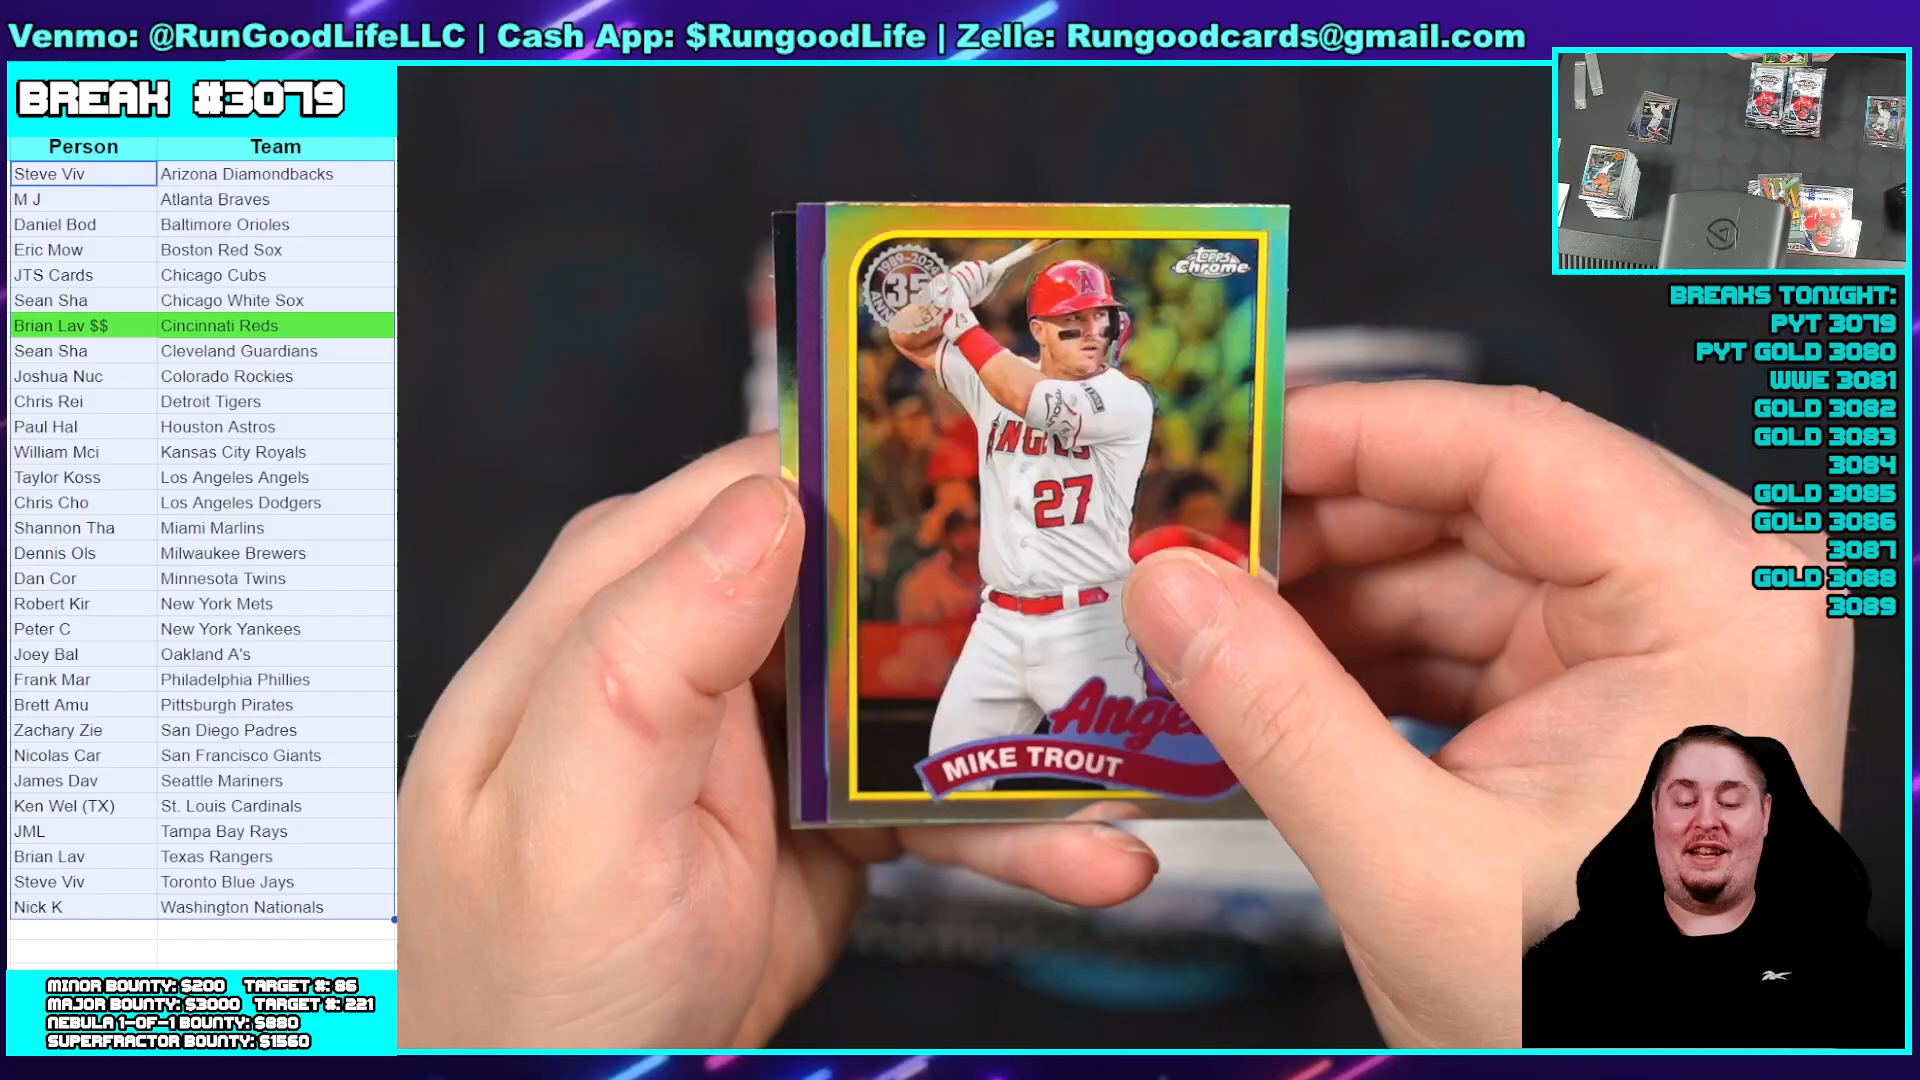 Venmo: @RunGoodLifeLLC | Cash App: $RungoodLife | Zelle: Rungoodcards@gmail.com
BREAK #3079
Person Team
Steve Viv Arizona Diamondbacks
M J Atlanta Braves
Daniel Bod Baltimore Orioles
Eric Mow Boston Red Sox
JTS Cards Chicago Cubs
Sean Sha Chicago White Sox
Brian Lav $$ Cincinnati Reds
Sean Sha Cleveland Guardians
Joshua Nuc Colorado Rockies
Chris Rei Detroit Tigers
Paul Hal Houston Astros
William Mci Kansas City Royals
Taylor Koss Los Angeles Angels
Chris Cho Los Angeles Dodgers
Shannon Tha Miami Marlins
Dennis Ols Milwaukee Brewers
Dan Cor Minnesota Twins
Robert Kir New York Mets
Peter C New York Yankees
Joey Bal Oakland A's
Frank Mar Philadelphia Phillies
Brett Amu Pittsburgh Pirates
Zachary Zie San Diego Padres
Nicolas Car San Francisco Giants
James Dav Seattle Mariners
Ken Wel (TX) St. Louis Cardinals
JML Tampa Bay Rays
Brian Lav Texas Rangers
Steve Viv Toronto Blue Jays
Nick K Washington Nationals
MINOR BOUNTY: $200 TARGET #: 86
MAJOR BOUNTY: $3000 TARGET #: 221
NEBULA 1-OF-1 BOUNTY: $880
SUPERFRACTOR BOUNTY: $1560
1989-2024
35
Topps
Chrome
A
ANGELS
27
MIKE TROUT
BREAKS TONIGHT:
PYT 3079
PYT GOLD 3080
WWE 3081
GOLD 3082
GOLD 3083
3084
GOLD 3085
GOLD 3086
3087
GOLD 3088
3089